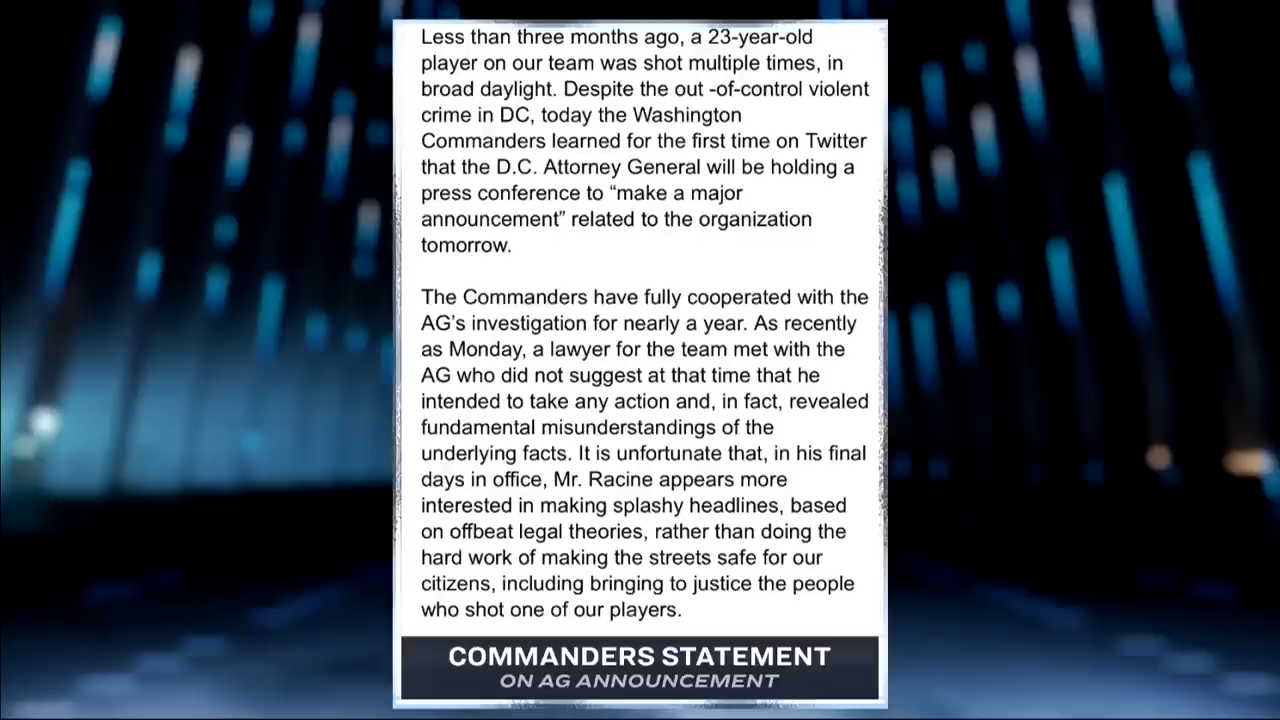 Less than three months ago, a 23-year-old
player on our team was shot multiple times, in
broad daylight. Despite the out -of-control violent
crime in DC, today the Washington
Commanders learned for the first time on Twitter
that the D.C. Attorney General will be holding a
press conference to “make a major
announcement” related to the organization
tomorrow.
The Commanders have fully cooperated with the
AG’s investigation for nearly a year. As recently
as Monday, a lawyer for the team met with the
AG who did not suggest at that time that he
intended to take any action and, in fact, revealed
fundamental misunderstandings of the
underlying facts. It is unfortunate that, in his final
days in office, Mr. Racine appears more
interested in making splashy headlines, based
on offbeat legal theories, rather than doing the
hard work of making the streets safe for our
citizens, including bringing to justice the people
who shot one of our players.
COMMANDERS STATEMENT
ON AG ANNOUNCEMENT